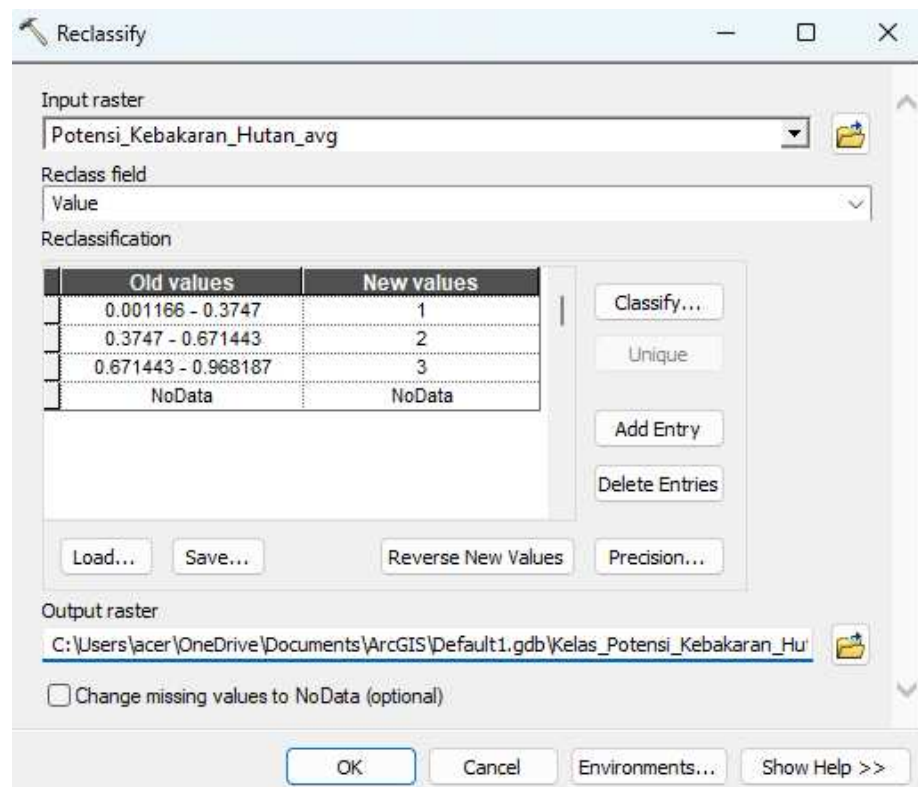 Reclassify
Input raster
Potensi_Kebakaran_Hutan_avg
Reclass field
Value
Reclassification
Old values New values
0.001166 - 0.3747 1
0.3747 - 0.671443 2
0.671443 - 0.968187 3
NoData NoData
Classify...
Unique
Add Entry
Delete Entries
Load... Save... Reverse New Values Precision...
Output raster
C:\Users\acer\OneDrive\Documents\ArcGIS\Default1.gdb\Kelas_Potensi_Kebakaran_Hu
Change missing values to NoData (optional)
OK Cancel Environments... Show Help >>